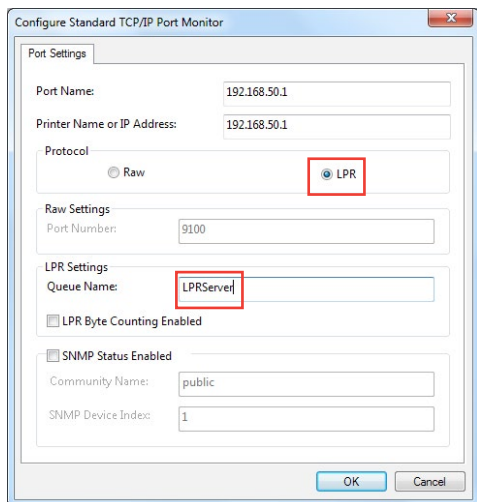 Configure Standard TCP/IP Port Monitor
Port Settings
Port Name: 192.168.50.1
Printer Name or IP Address: 192.168.50.1
Protocol
Raw LPR
Raw Settings
Port Number: 9100
LPR Settings
Queue Name: LPRServer
LPR Byte Counting Enabled
SNMP Status Enabled
Community Name: public
SNMP Device Index: 1
OK Cancel